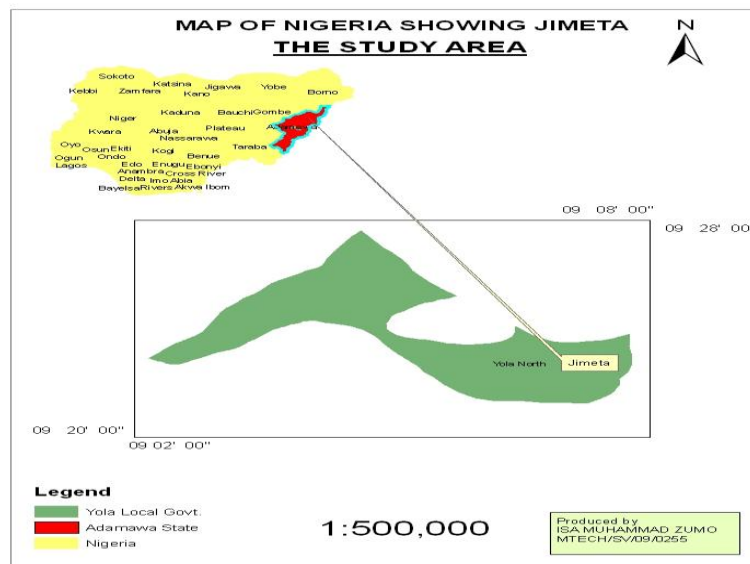 MAP OF NIGERIA SHOWING JIMETA
THE STUDY AREA
N
Sokoto
Kebbi
Zamfara
Katsina
Kano
Jigawa
Yobe
Borno
Niger
Kaduna
Bauchi
Gombe
Kwara
Abuja
Nassarawa
Plateau
Taraba
Oyo
Osun
Ekiti
Kogi
Benue
Ogun
Ondo
Lagos
Edo
Enugu
Ebonyi
Anambra
Cross River
Delta
Imo
Abia
Bayelsa
Rivers
Akwa Ibom
09 08' 00"
09 28' 00
Yola North
Jimeta
09 20' 00"
09 02' 00"
Legend
Yola Local Govt.
Adamawa State
Nigeria
1:500,000
Produced by
ISA MUHAMMAD ZUMO
MTECH/SV/09/0255